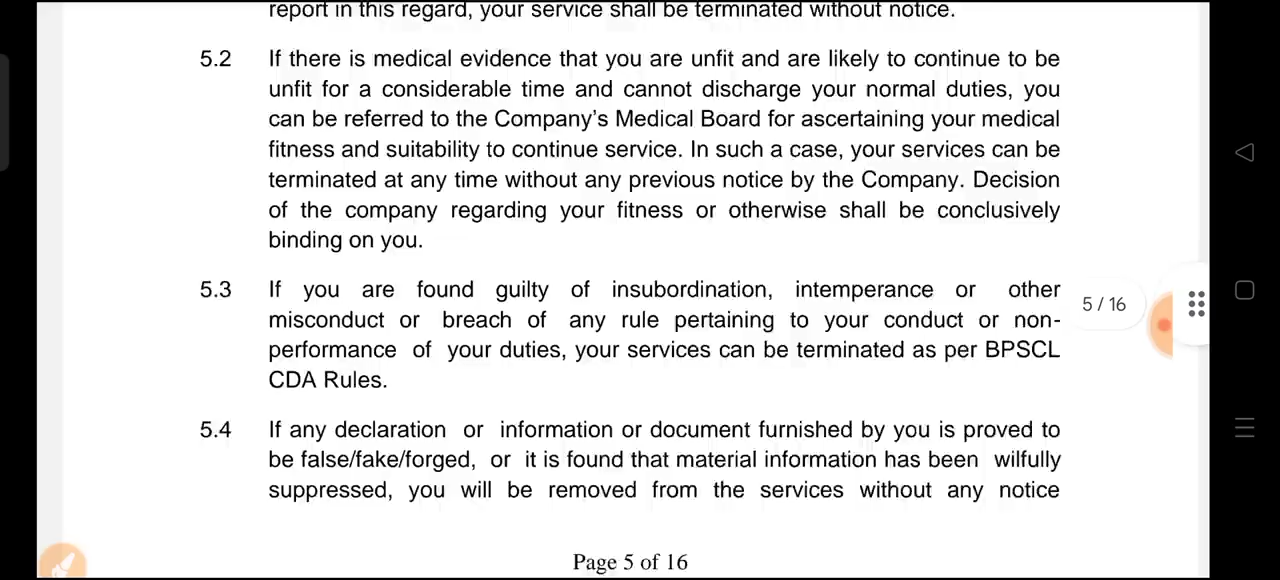 report in this regard, your service shall be terminated without notice.
5.2 If there is medical evidence that you are unfit and are likely to continue to be
unfit for a considerable time and cannot discharge your normal duties, you
can be referred to the Company's Medical Board for ascertaining your medical
fitness and suitability to continue service. In such a case, your services can be
terminated at any time without any previous notice by the Company. Decision
of the company regarding your fitness or otherwise shall be conclusively
binding on you.
5.3 If you are found guilty of insubordination, intemperance or other
misconduct or breach of any rule pertaining to your conduct or non-
performance of your duties, your services can be terminated as per BPSCL
CDA Rules.
5 / 16
5.4 If any declaration or information or document furnished by you is proved to
be false/fake/forged, or it is found that material information has been wilfully
suppressed, you will be removed from the services without any notice
Page 5 of 16